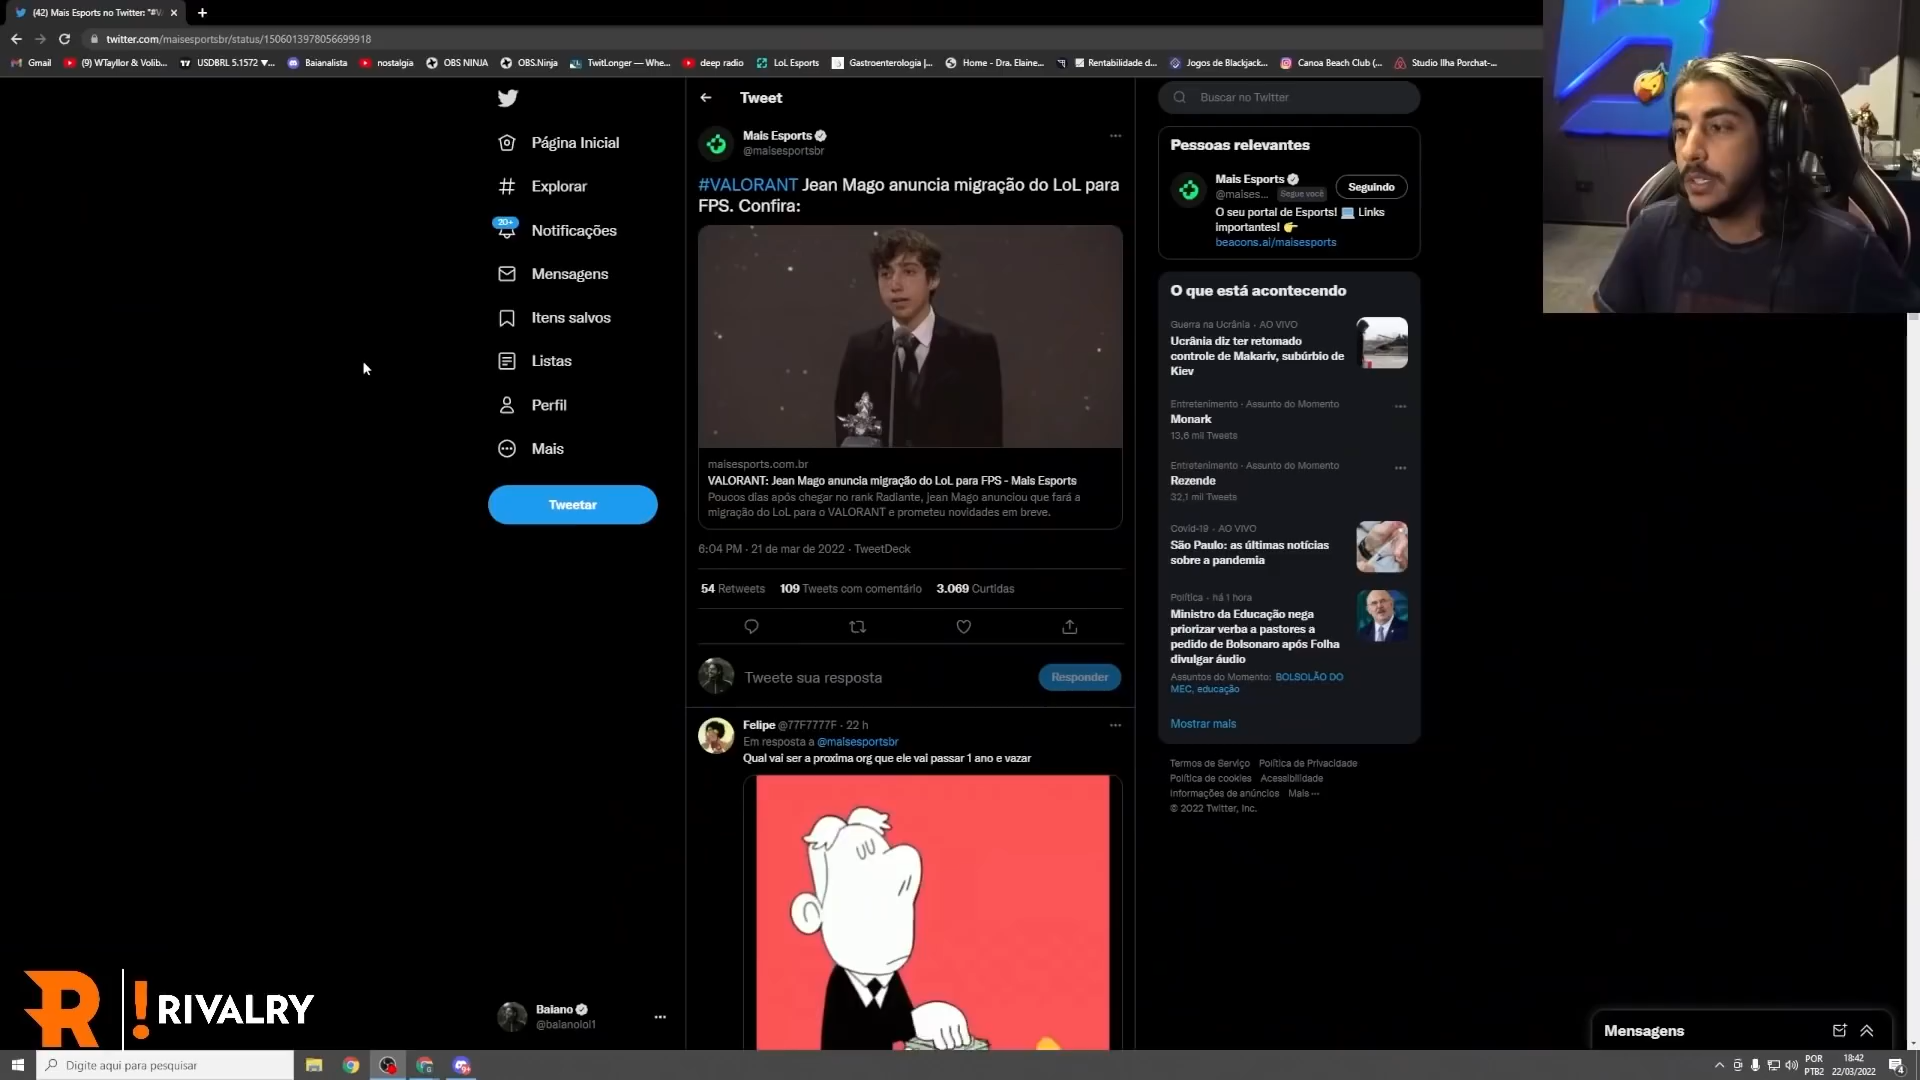 (42) Mais Esports no Twitter: "#V
twitter.com/maisesportsbr/status/1506013978056699918
Gmail
(9) WTayllor & Volib...
USDBRL 5.1572 ▼...
Baianalista
nostalgia
OBS NINJA
OBS.Ninja
TwitLonger — Whe...
deep radio
LoL Esports
Gastroenterologia |...
Home - Dra. Elaine...
Rentabilidade d...
Jogos de Blackjack...
Canoa Beach Club (...
Studio Ilha Porchat-...
Página Inicial
Explorar
20+
Notificações
Mensagens
Itens salvos
Listas
Perfil
Mais
Tweetar
Baiano
@baianolol1
Tweet
Mais Esports
@maisesportsbr
#VALORANT Jean Mago anuncia migração do LoL para
FPS. Confira:
maisesports.com.br
VALORANT: Jean Mago anuncia migração do LoL para FPS - Mais Esports
Poucos dias após chegar no rank Radiante, Jean Mago anunciou que fará a
migração do LoL para o VALORANT e prometeu novidades em breve.
6:04 PM · 21 de mar de 2022 · TweetDeck
54 Retweets 109 Tweets com comentário 3.069 Curtidas
Tweete sua resposta
Responder
Felipe @77F7777F · 22 h
Em resposta a @maisesportsbr
Qual vai ser a proxima org que ele vai passar 1 ano e vazar
Buscar no Twitter
Pessoas relevantes
Mais Esports
@maises... Segue você
Seguindo
O seu portal de Esports! 💻 Links
importantes! 👉
beacons.ai/maisesports
O que está acontecendo
Guerra na Ucrânia · AO VIVO
Ucrânia diz ter retomado
controle de Makariv, subúrbio de
Kiev
Entretenimento · Assunto do Momento
Monark
13,6 mil Tweets
Entretenimento · Assunto do Momento
Rezende
32,1 mil Tweets
Covid-19 · AO VIVO
São Paulo: as últimas notícias
sobre a pandemia
Política · há 1 hora
Ministro da Educação nega
priorizar verba a pastores a
pedido de Bolsonaro após Folha
divulgar áudio
Assuntos do Momento: BOLSOLÃO DO
MEC, educação
Mostrar mais
Termos de Serviço Política de Privacidade
Política de cookies Acessibilidade
Informações de anúncios Mais ···
© 2022 Twitter, Inc.
Mensagens
R ! RIVALRY
Digite aqui para pesquisar
POR
PTB2
18:42
22/03/2022
4